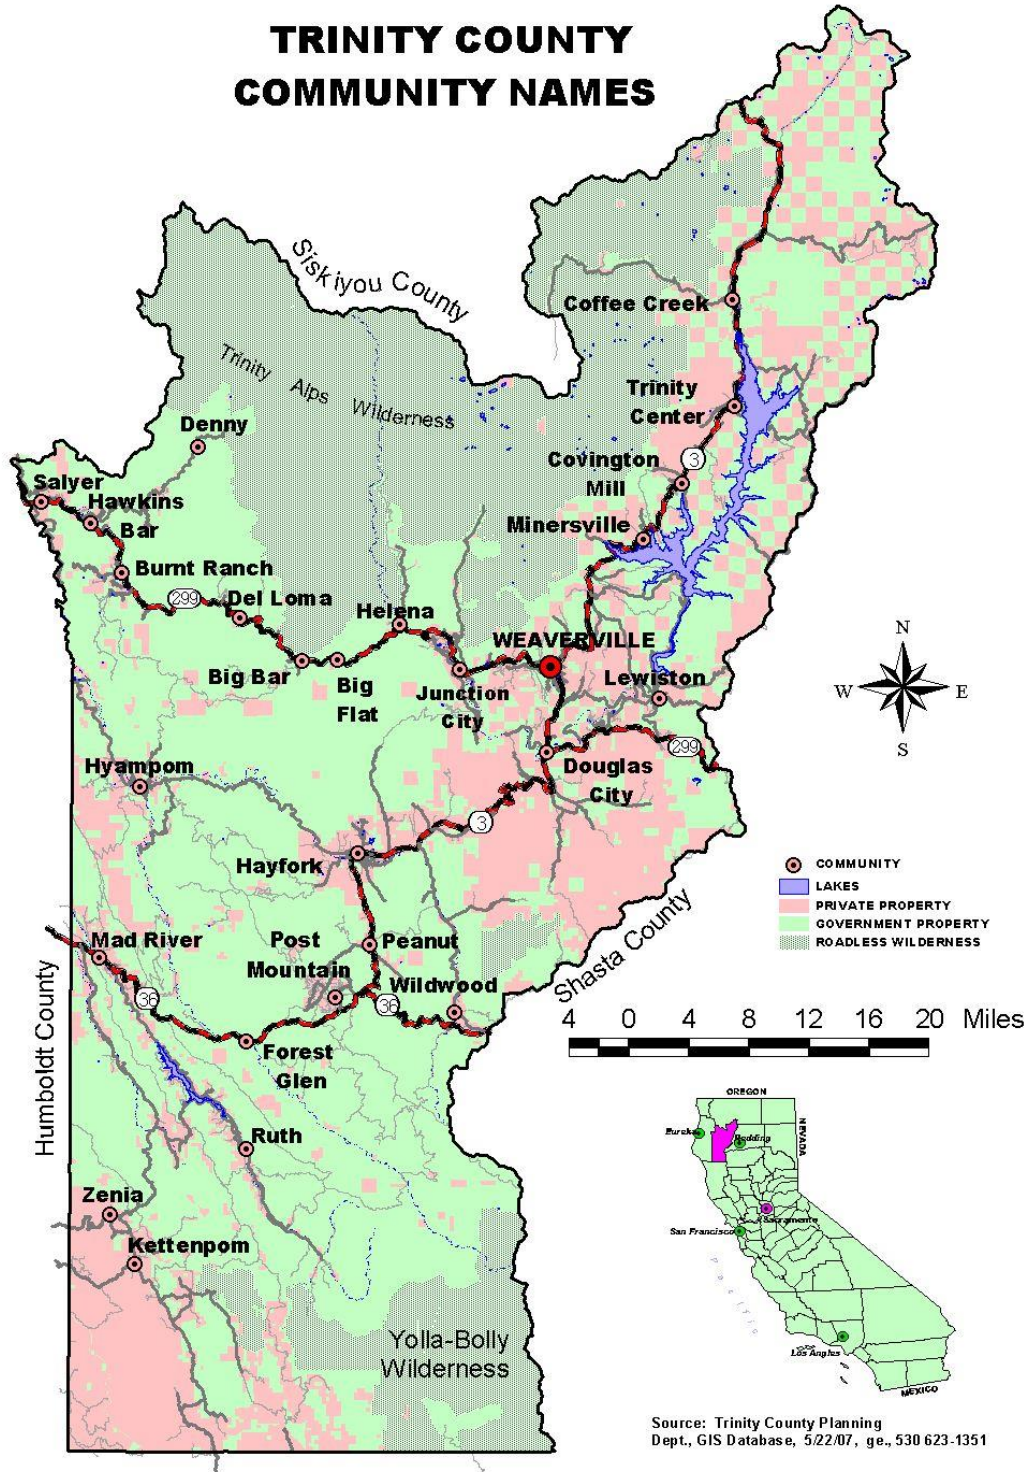 TRINITY COUNTY
COMMUNITY NAMES
Siskiyou County
Coffee Creek
Trinity Alps Wilderness
Trinity
Center
Denny
Covington
Mill
3
Salyer
Hawkins
Bar
Minersville
Burnt Ranch
299
Del Loma
Helena
WEAVERVILLE
N
W
E
S
Big Bar
Big
Flat
Junction
City
Lewiston
299
Hyampom
Douglas
City
3
Hayfork
COMMUNITY
LAKES
PRIVATE PROPERTY
GOVERNMENT PROPERTY
ROADLESS WILDERNESS
Mad River
Post
Mountain
Peanut
Wildwood
Shasta County
36
36
Humboldt County
4 0 4 8 12 16 20 Miles
Forest
Glen
Ruth
Zenia
Kettenpom
Yolla-Bolly
Wilderness
OREGON
NEVADA
Eureka
Redding
Sacramento
San Francisco
Pacific
Los Angles
MEXICO
Source: Trinity County Planning
Dept., GIS Database, 5/22/07, ge., 530 623-1351